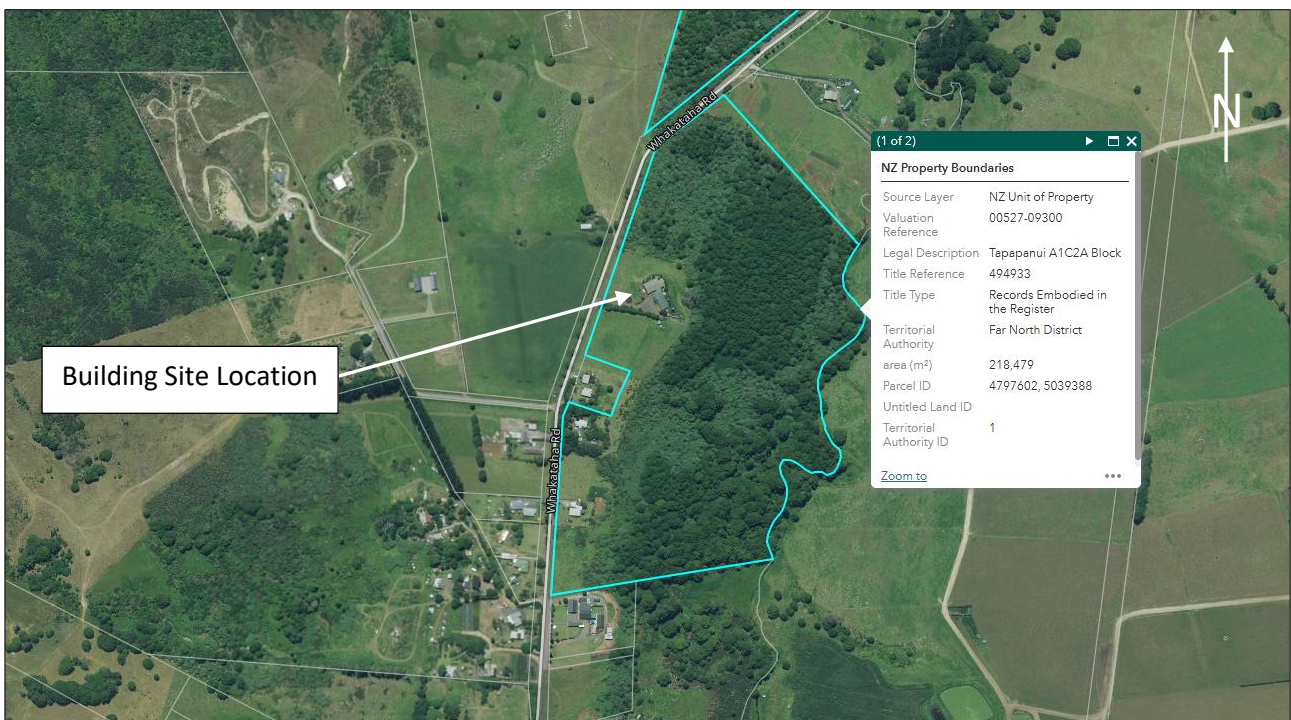 Whakataha Rd
N
(1 of 2)
NZ Property Boundaries
Source Layer NZ Unit of Property
Valuation Reference 00527-09300
Legal Description Tapapanui A1C2A Block
Title Reference 494933
Title Type Records Embodied in the Register
Territorial Authority Far North District
area (m²) 218,479
Parcel ID 4797602, 5039388
Untitled Land ID
Territorial Authority ID 1
Zoom to
Building Site Location
Whakataha Rd